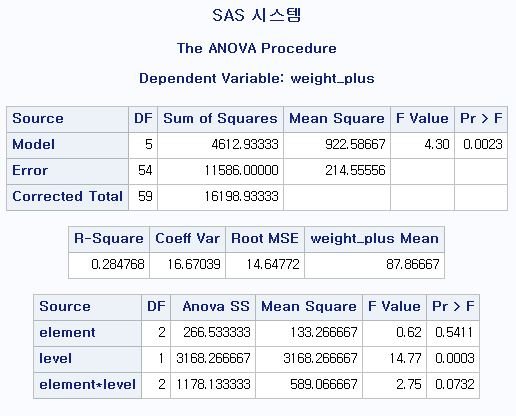 SAS 시스템
The ANOVA Procedure
Dependent Variable: weight_plus
Source DF Sum of Squares Mean Square F Value Pr > F
Model 5 4612.93333 922.58667 4.30 0.0023
Error 54 11586.00000 214.55556
Corrected Total 59 16198.93333
R-Square Coeff Var Root MSE weight_plus Mean
0.284768 16.67039 14.64772 87.86667
Source DF Anova SS Mean Square F Value Pr > F
element 2 266.533333 133.266667 0.62 0.5411
level 1 3168.266667 3168.266667 14.77 0.0003
element*level 2 1178.133333 589.066667 2.75 0.0732